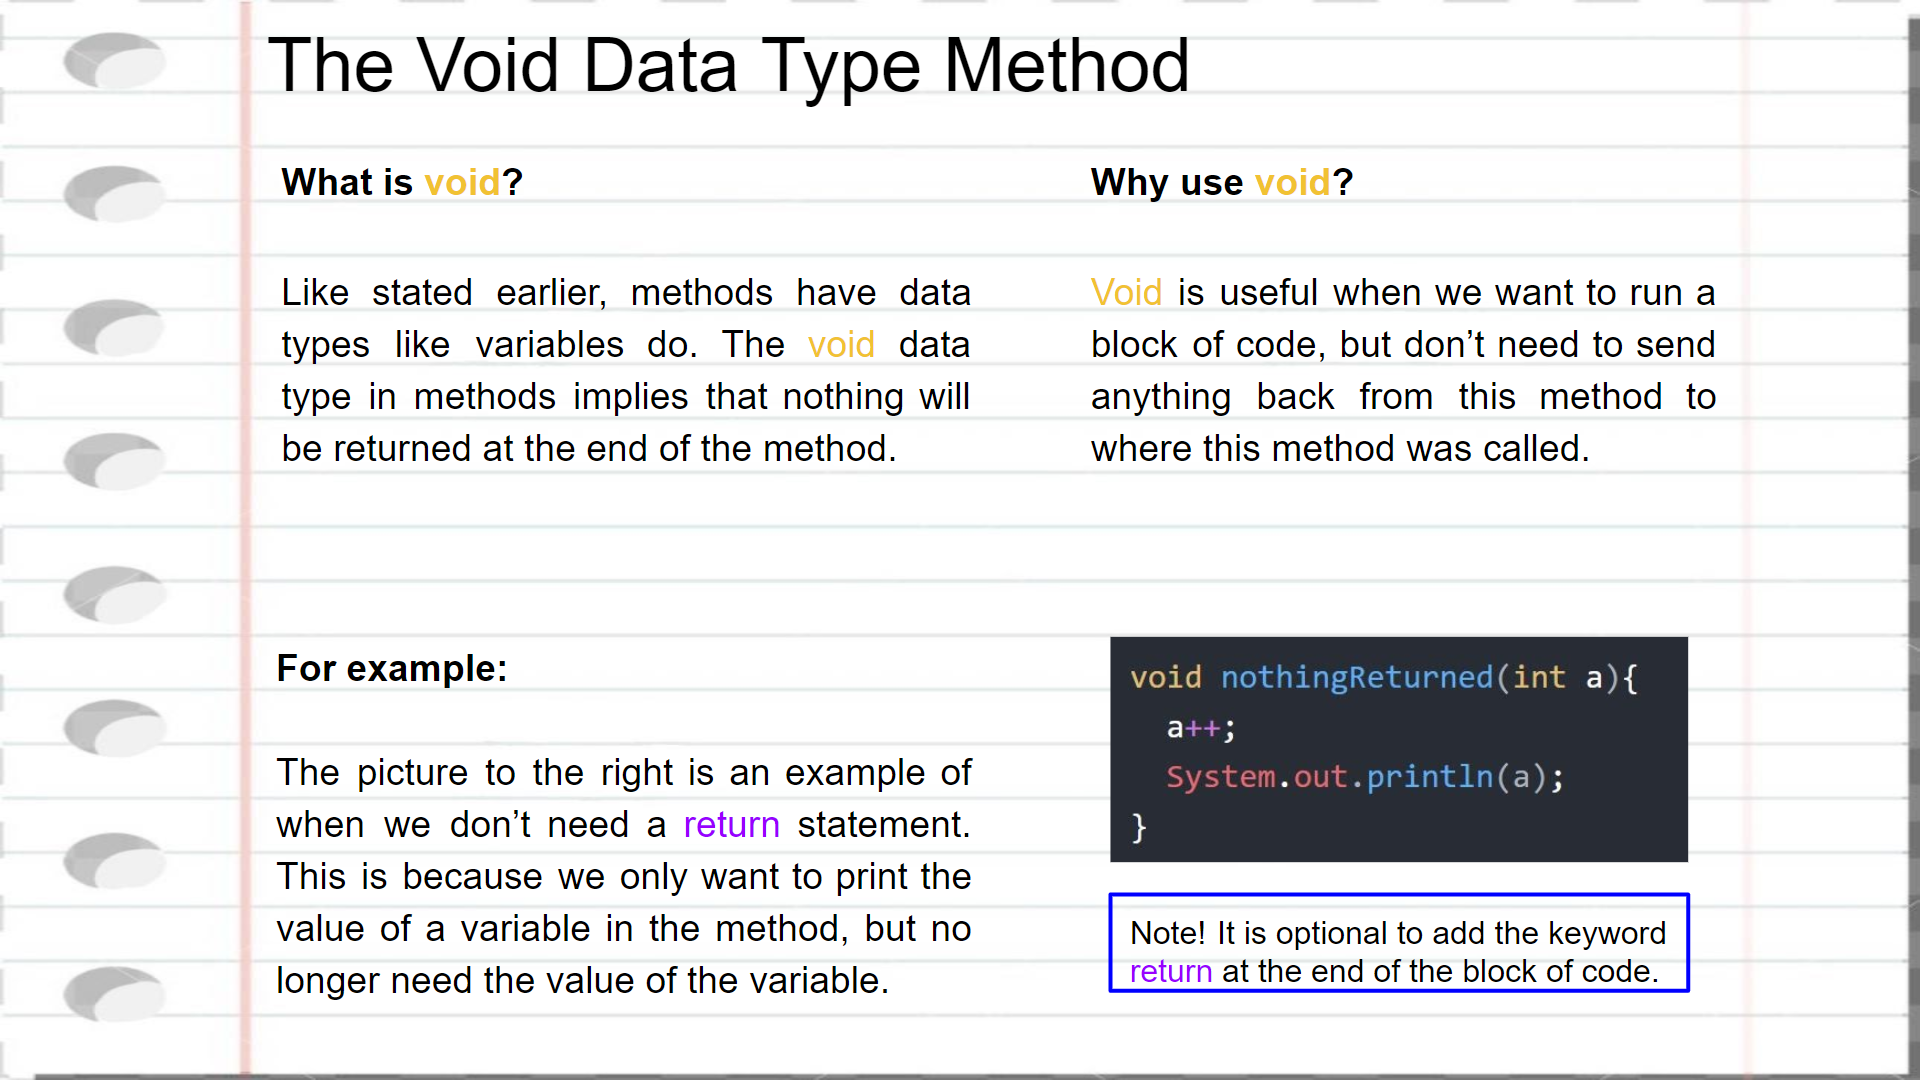 The Void Data Type Method
What is void?
Like stated earlier, methods have data
types like variables do. The void data
type in methods implies that nothing will
be returned at the end of the method.
Why use void?
Void is useful when we want to run a
block of code, but don’t need to send
anything back from this method to
where this method was called.
For example:
The picture to the right is an example of
when we don’t need a return statement.
This is because we only want to print the
value of a variable in the method, but no
longer need the value of the variable.
void nothingReturned(int a){
  a++;
  System.out.println(a);
}
Note! It is optional to add the keyword
return at the end of the block of code.